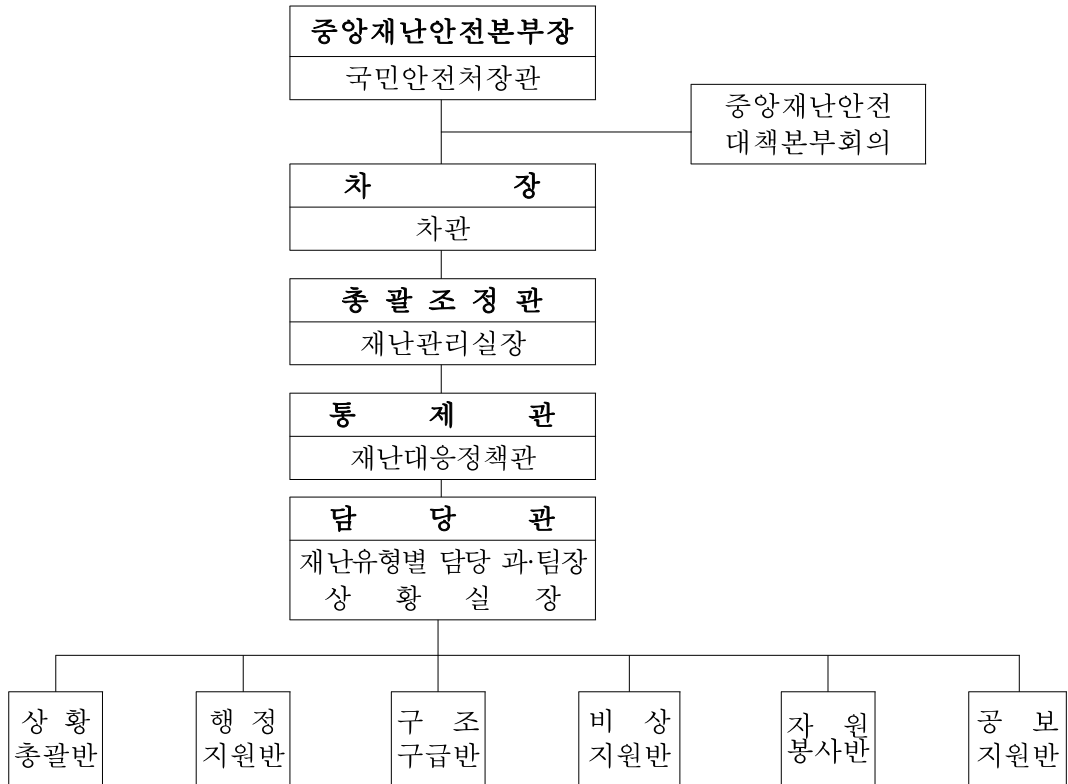 중앙재난안전본부장
국민안전처장관
중앙재난안전
대책본부회의
차 장
차관
총 괄 조 정 관
재난관리실장
통 제 관
재난대응정책관
담 당 관
재난유형별 담당 과·팀장
상 황 실 장
상 황
총괄반
행 정
지원반
구 조
구급반
비 상
지원반
자 원
봉사반
공 보
지원반